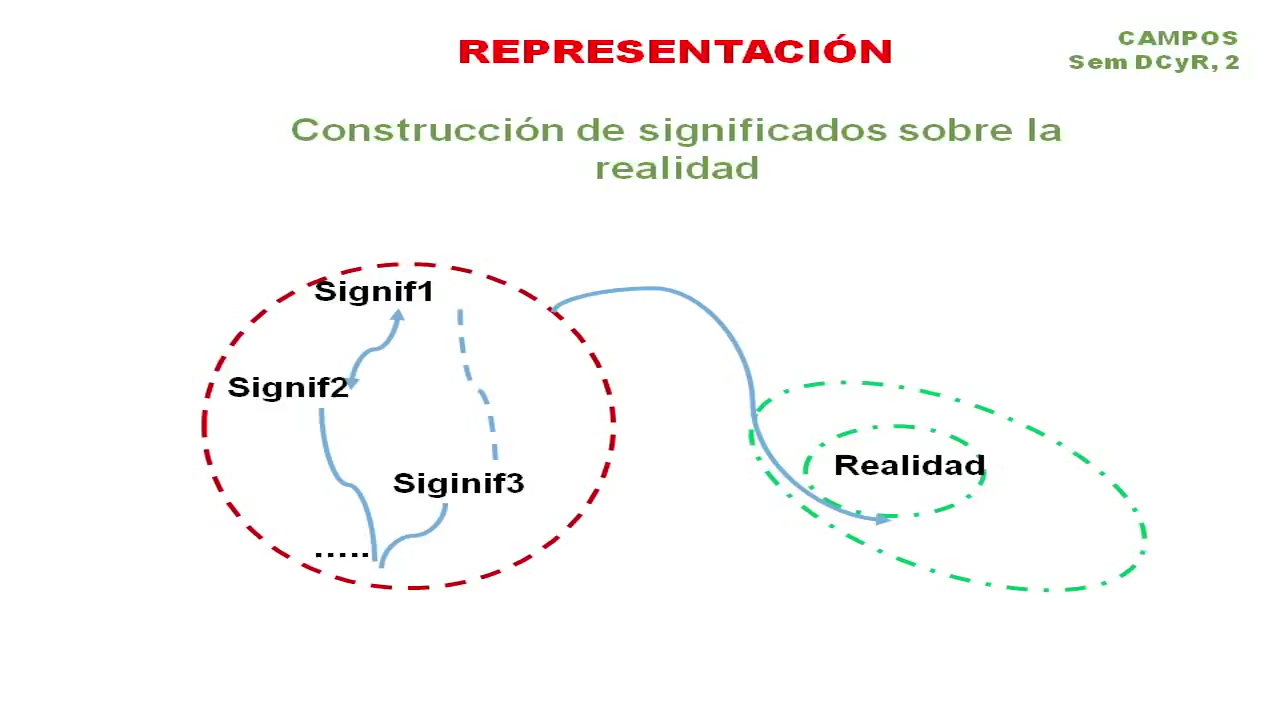 REPRESENTACIÓN
CAMPOS
Sem DCyR, 2
Construcción de significados sobre la
realidad
Signif1
Signif2
Realidad
Siginif3
.....